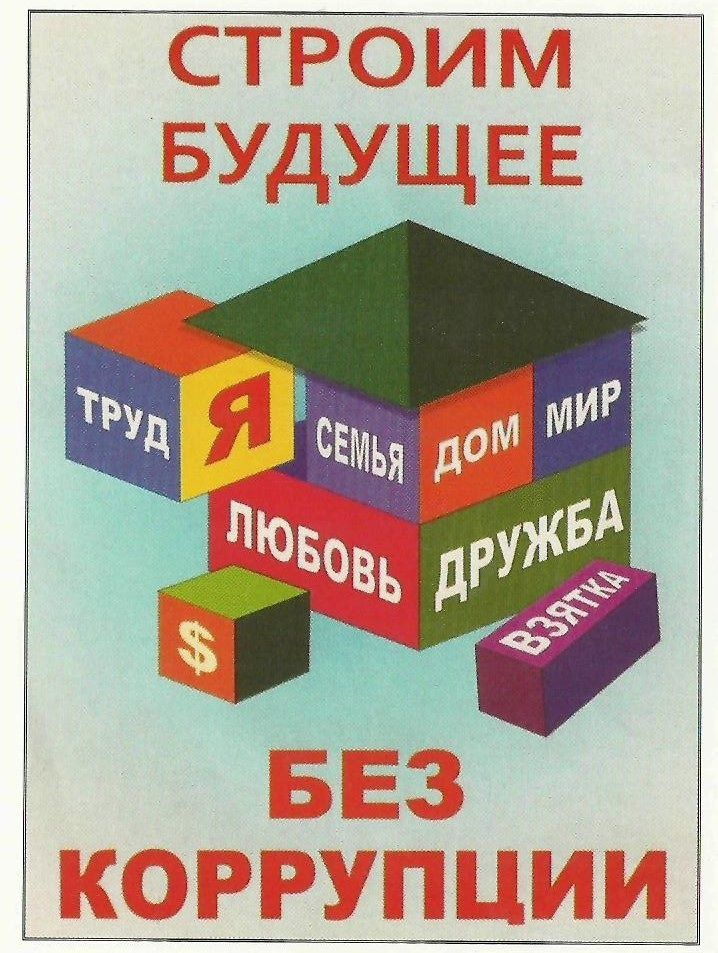 СТРОИМ
БУДУЩЕЕ
ТРУД
Я
СЕМЬЯ
ДОМ
МИР
ЛЮБОВЬ
ДРУЖБА
$
ВЗЯТКА
БЕЗ
КОРРУПЦИИ